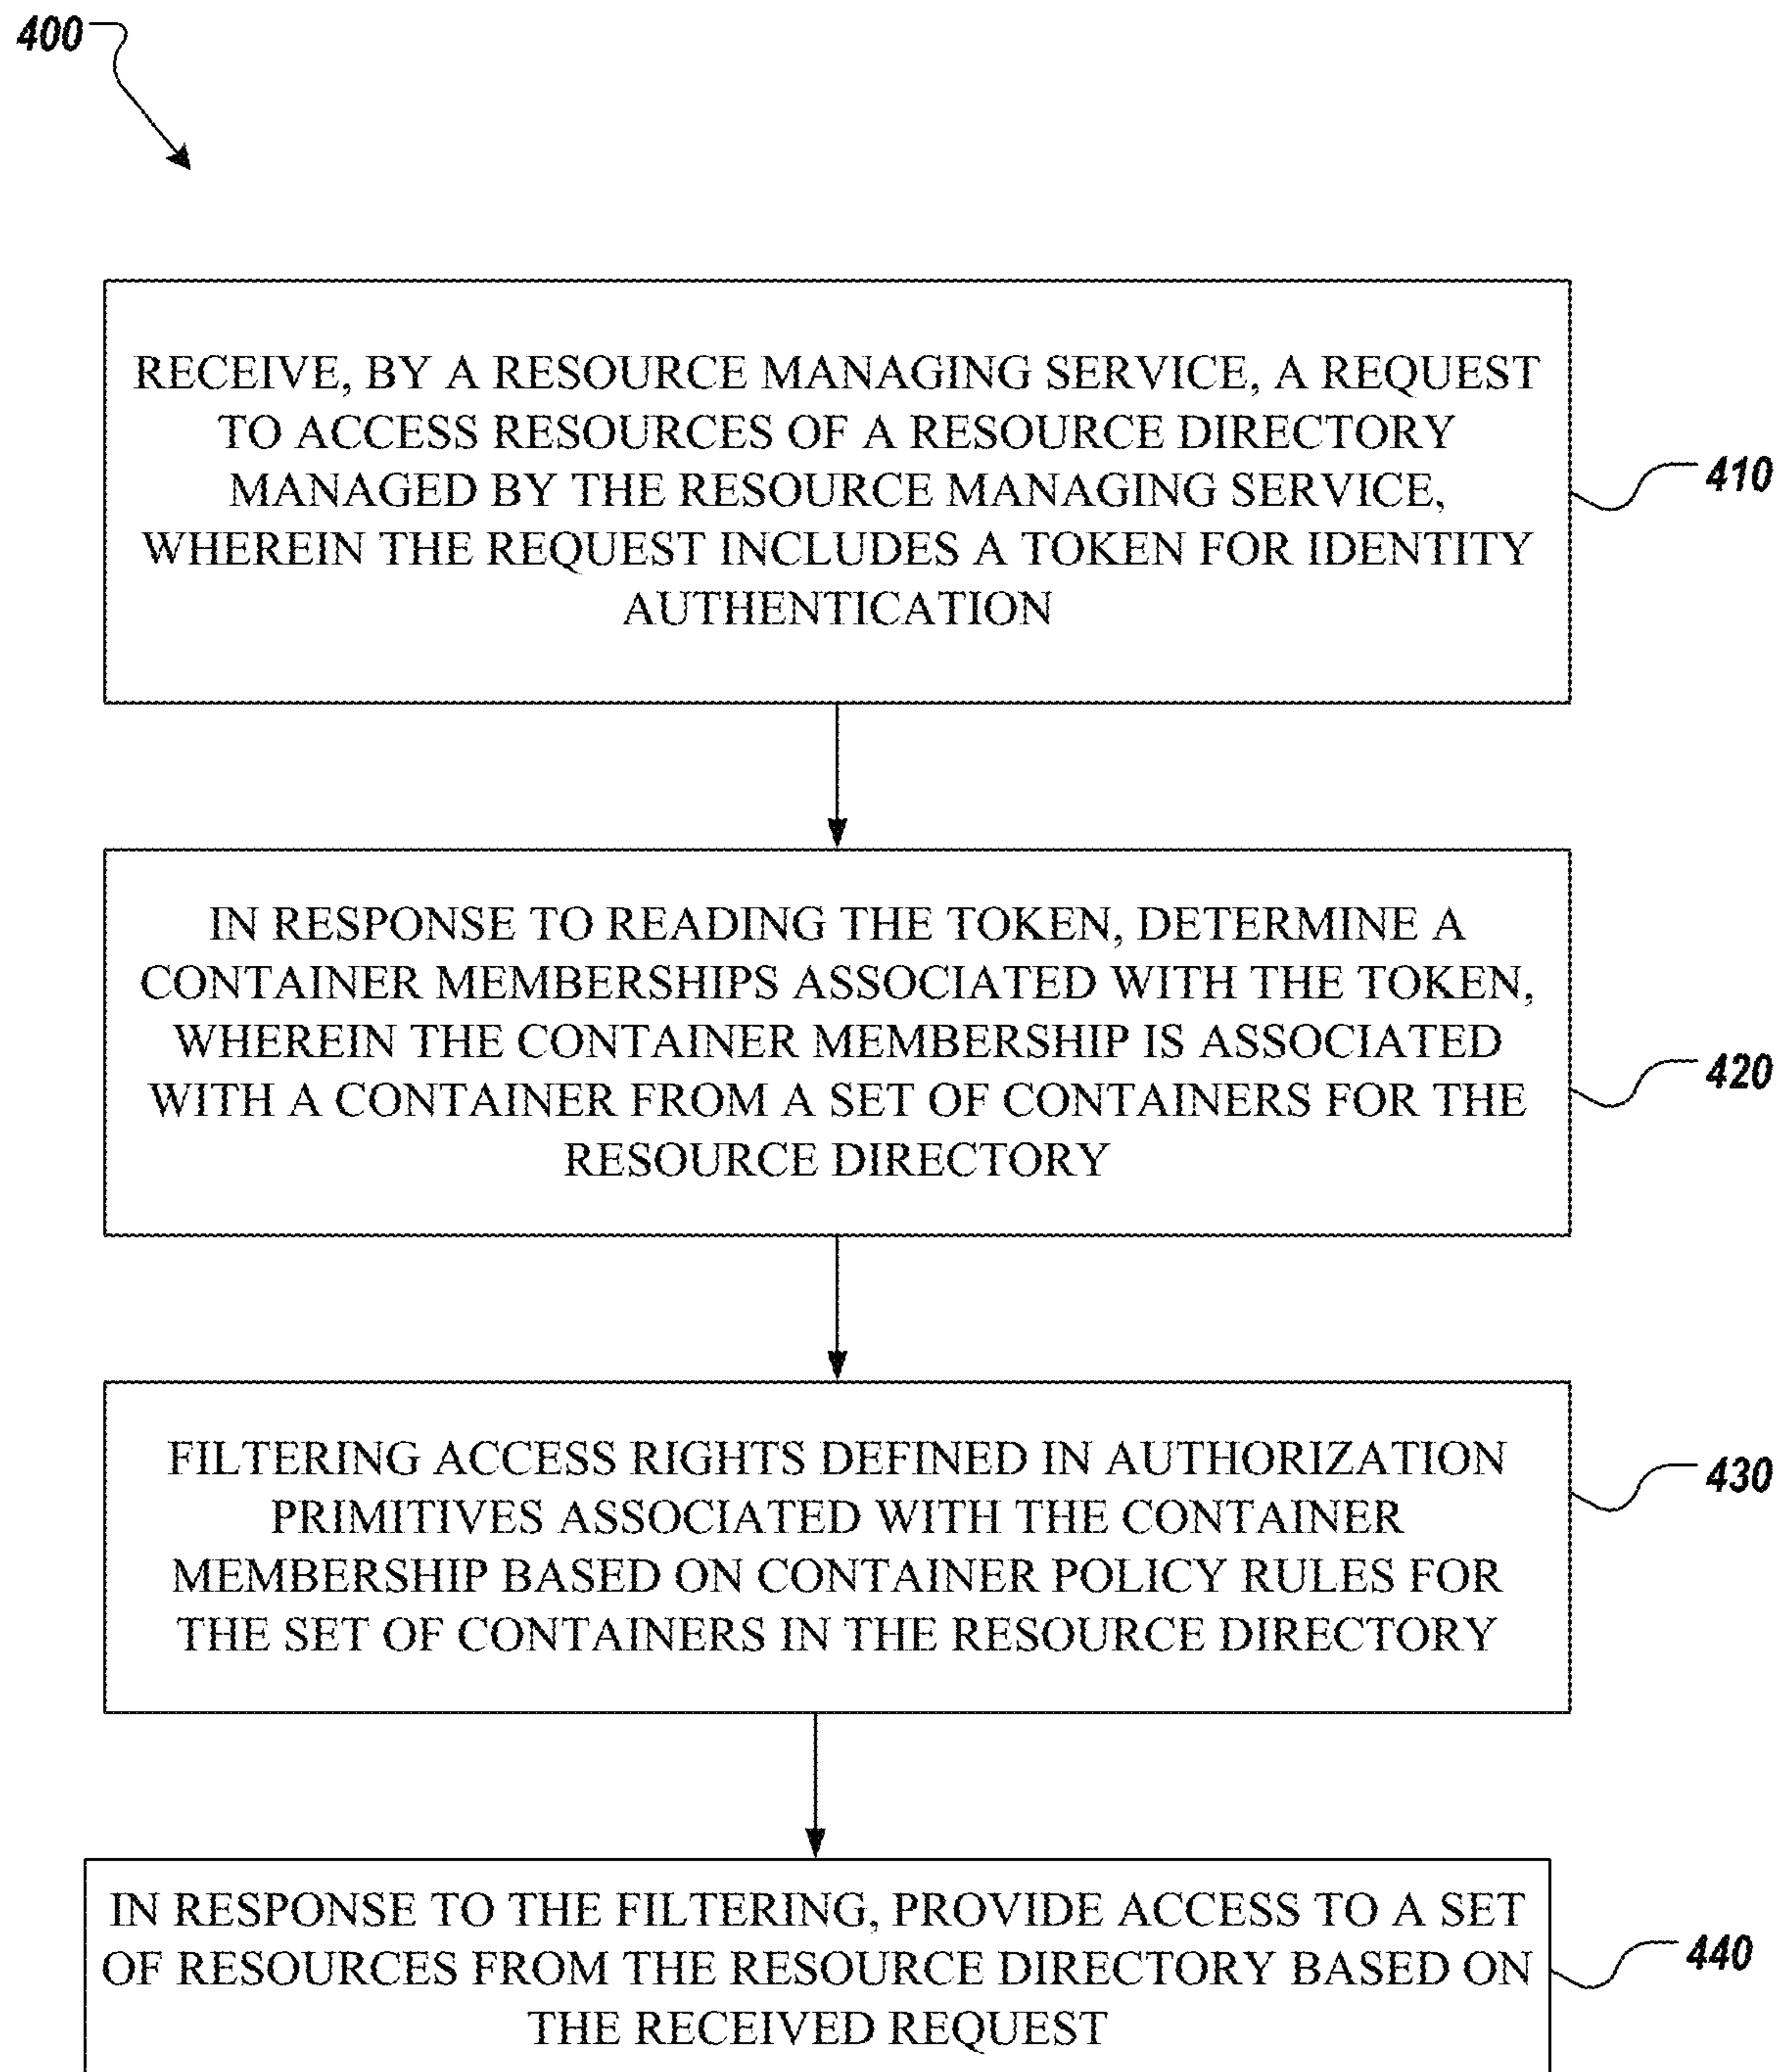 400
RECEIVE, BY A RESOURCE MANAGING SERVICE, A REQUEST
TO ACCESS RESOURCES OF A RESOURCE DIRECTORY
MANAGED BY THE RESOURCE MANAGING SERVICE,
WHEREIN THE REQUEST INCLUDES A TOKEN FOR IDENTITY
AUTHENTICATION
410
IN RESPONSE TO READING THE TOKEN, DETERMINE A
CONTAINER MEMBERSHIPS ASSOCIATED WITH THE TOKEN,
WHEREIN THE CONTAINER MEMBERSHIP IS ASSOCIATED
WITH A CONTAINER FROM A SET OF CONTAINERS FOR THE
RESOURCE DIRECTORY
420
FILTERING ACCESS RIGHTS DEFINED IN AUTHORIZATION
PRIMITIVES ASSOCIATED WITH THE CONTAINER
MEMBERSHIP BASED ON CONTAINER POLICY RULES FOR
THE SET OF CONTAINERS IN THE RESOURCE DIRECTORY
430
IN RESPONSE TO THE FILTERING, PROVIDE ACCESS TO A SET
OF RESOURCES FROM THE RESOURCE DIRECTORY BASED ON
THE RECEIVED REQUEST
440